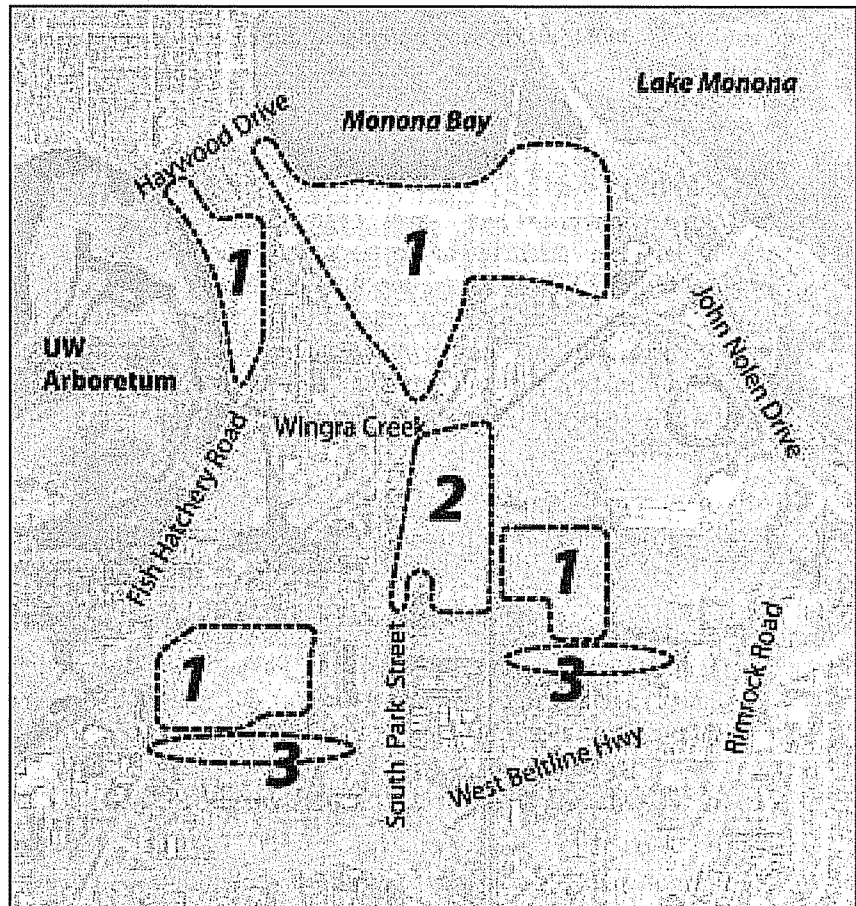 Lake Monona
Monona Bay
Haywood Drive
1
1
John Nolen Drive
UW
Arboretum
Wingra Creek
Fish Hatchery Road
2
1
3
1
3
South Park Street
West Beltline Hwy
Rimrock Road